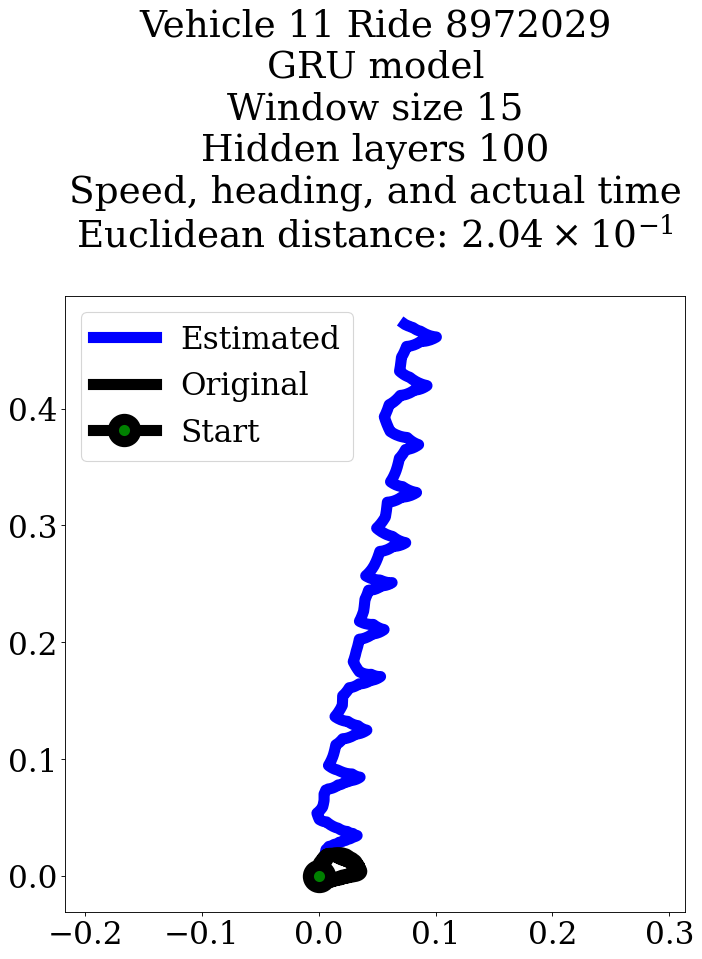 Vehicle 11 Ride 8972029
GRU model
Window size 15
Hidden layers 100
Speed, heading, and actual time
Euclidean distance: 2.04 × 10⁻¹
Estimated
Original
Start
0.4
0.3
0.2
0.1
0.0
−0.2 −0.1 0.0 0.1 0.2 0.3